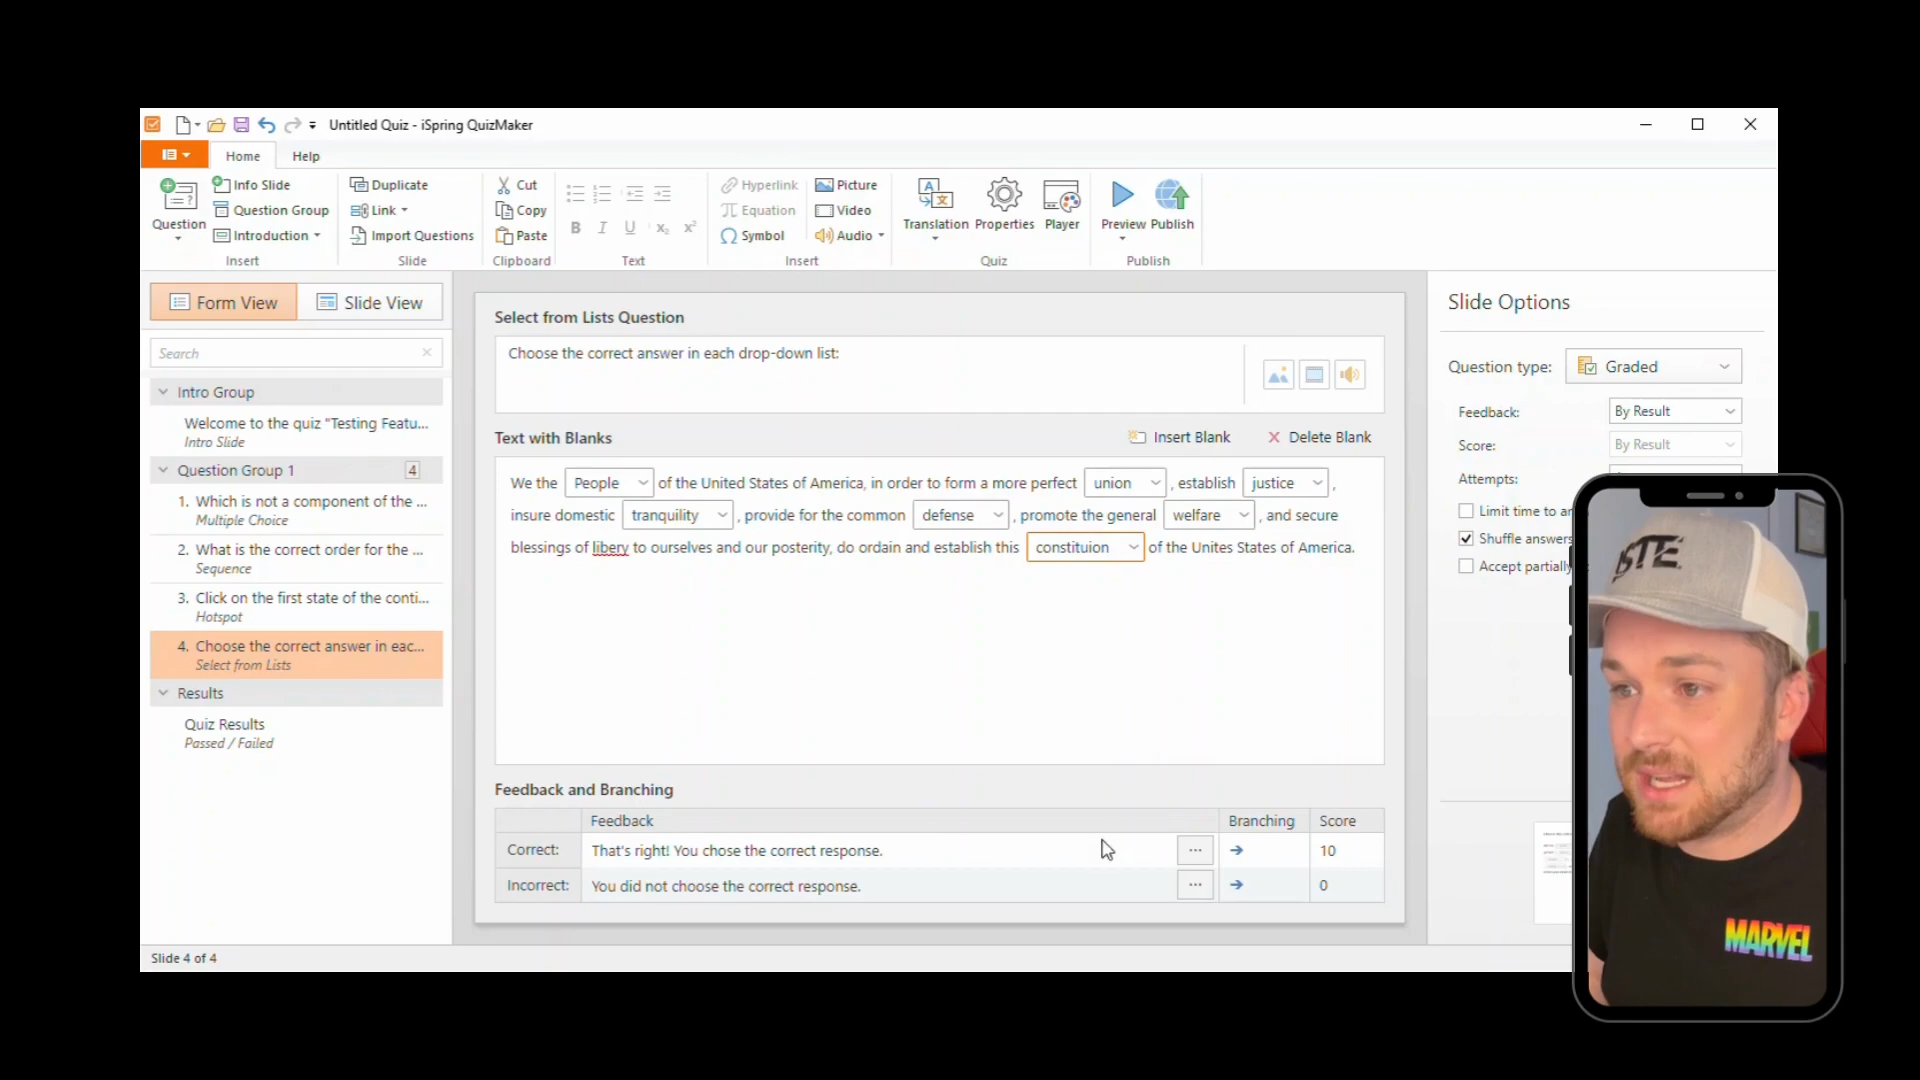 Untitled Quiz - iSpring QuizMaker
Home Help
Question
Info Slide
Question Group
Introduction
Insert
Duplicate
Link
Import Questions
Slide
Cut
Copy
Paste
Clipboard
B I U X₂ X²
Text
Hyperlink
Equation
Symbol
Picture
Video
Audio
Insert
Translation Properties Player
Quiz
Preview Publish
Publish
Form View Slide View
Search
Intro Group
Welcome to the quiz "Testing Featu...
Intro Slide
Question Group 1 4
1. Which is not a component of the ...
Multiple Choice
2. What is the correct order for the ...
Sequence
3. Click on the first state of the conti...
Hotspot
4. Choose the correct answer in eac...
Select from Lists
Results
Quiz Results
Passed / Failed
Slide 4 of 4
Select from Lists Question
Choose the correct answer in each drop-down list:
Text with Blanks Insert Blank Delete Blank
We the People of the United States of America, in order to form a more perfect union , establish justice ,
insure domestic tranquility , provide for the common defense , promote the general welfare , and secure
blessings of libery to ourselves and our posterity, do ordain and establish this constituion of the Unites States of America.
Feedback and Branching
Feedback Branching Score
Correct: That's right! You chose the correct response. ... 10
Incorrect: You did not choose the correct response. ... 0
Slide Options
Question type: Graded
Feedback: By Result
Score: By Result
Attempts:
Limit time to an
Shuffle answers
Accept partially
ISTE.
MARVEL